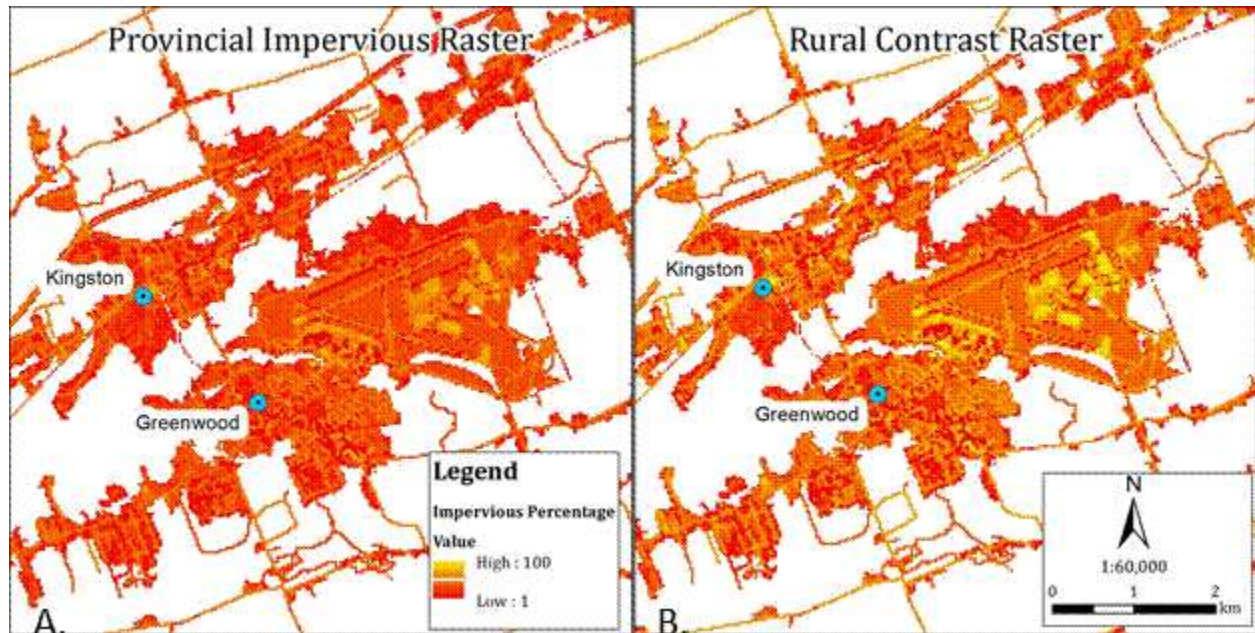 Provincial Impervious Raster
Kingston
Greenwood
Legend
Impervious Percentage
Value
High : 100
Low : 1
A.
Rural Contrast Raster
Kingston
Greenwood
N
1:60,000
0 1 2
km
B.